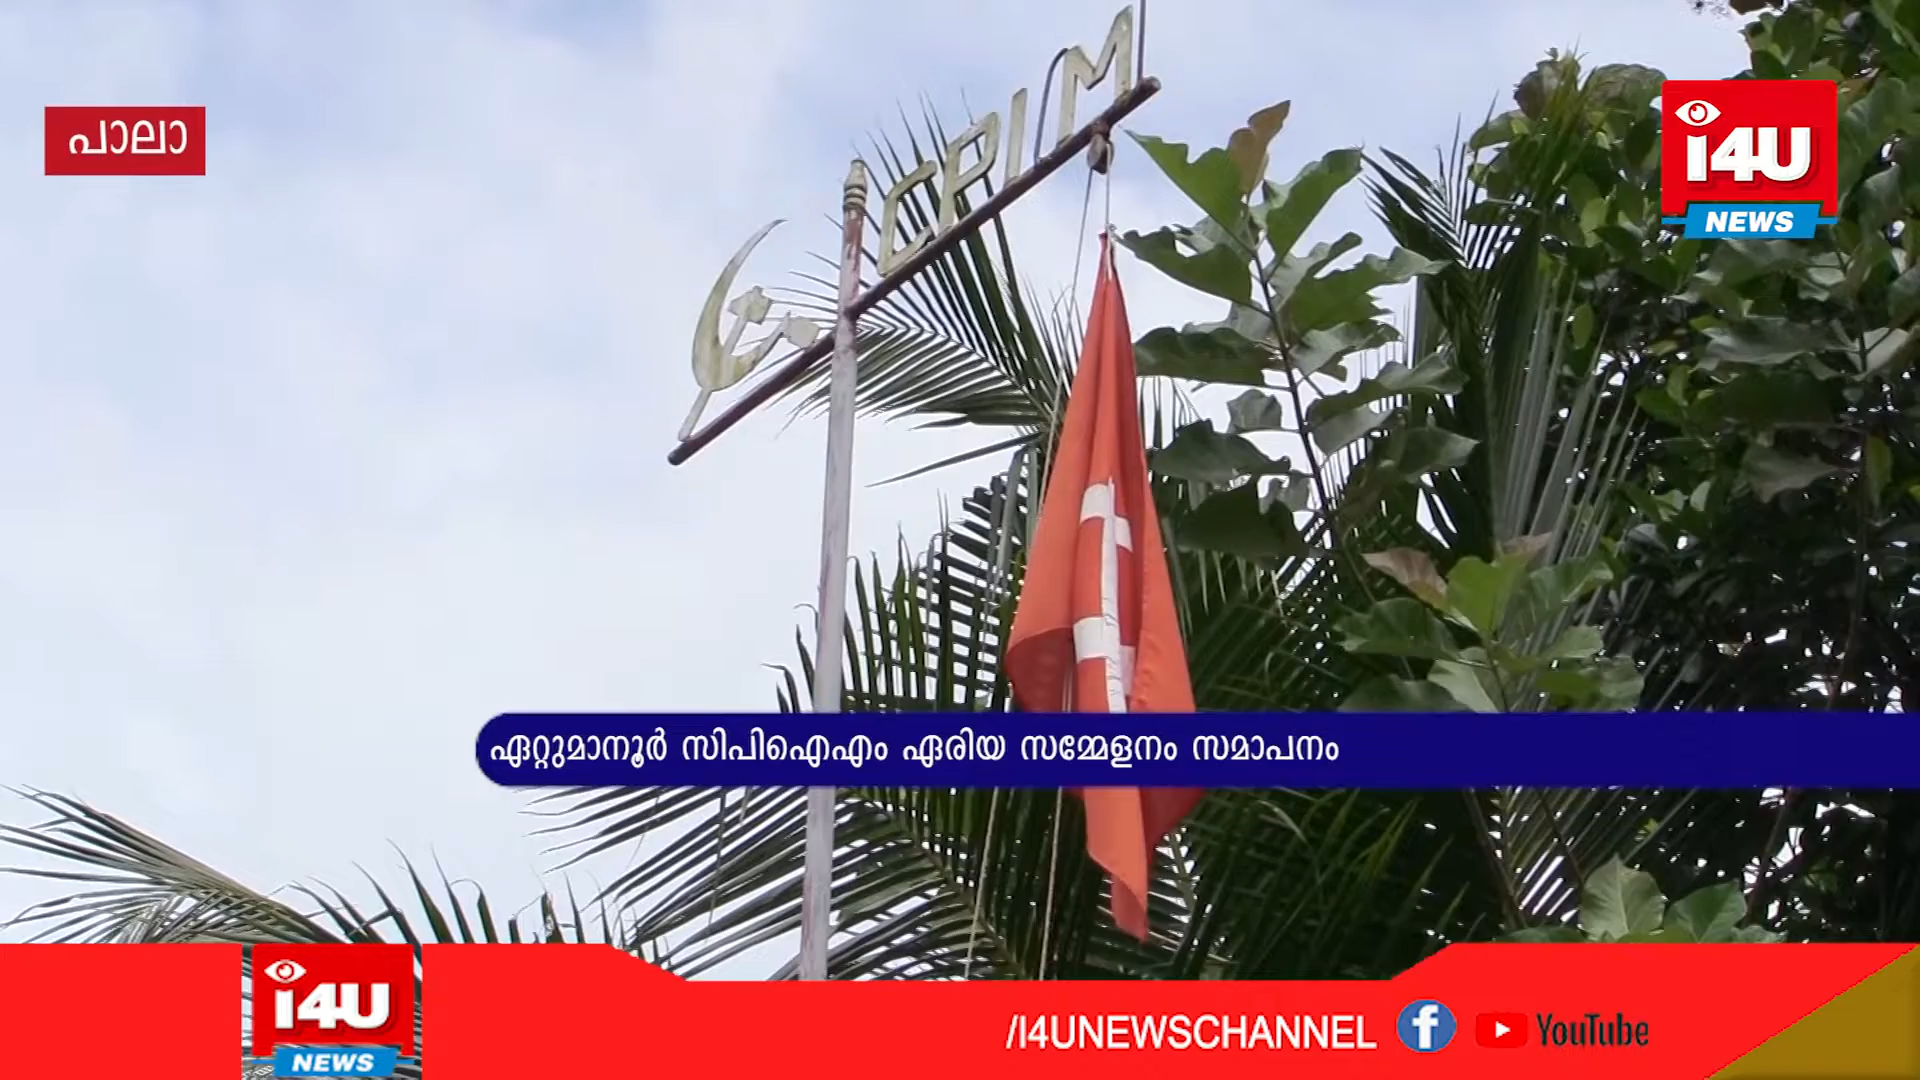 CPIM
പാലാ
i4U
NEWS
ഏറ്റുമാനൂർ സിപിഐഎം ഏരിയ സമ്മേളനം സമാപനം
i4U
NEWS
/I4UNEWSCHANNEL
YouTube